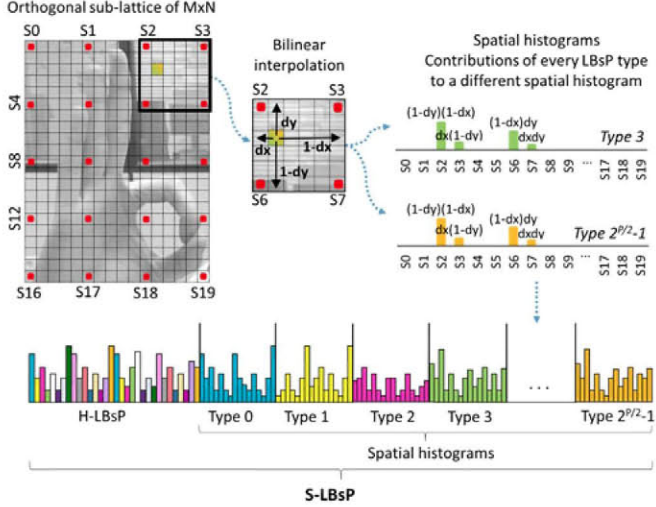 Orthogonal sub-lattice of MxN
S0 S1 S2 S3
S4
S8
S12
S16 S17 S18 S19
Bilinear
interpolation
S2 S3
dy
dx 1-dx
1-dy
S6 S7
Spatial histograms
Contributions of every LBsP type
to a different spatial histogram
(1-dy)(1-dx) (1-dx)dy
dx(1-dy) dxdy Type 3
S0 S1 S2 S3 S4 S5 S6 S7 S8 S9 ... S17 S18 S19
(1-dy)(1-dx) (1-dx)dy
dx(1-dy) dxdy Type 2^P/2-1
S0 S1 S2 S3 S4 S5 S6 S7 S8 S9 ... S17 S18 S19
...
H-LBsP Type 0 Type 1 Type 2 Type 3 Type 2^P/2-1
Spatial histograms
S-LBsP